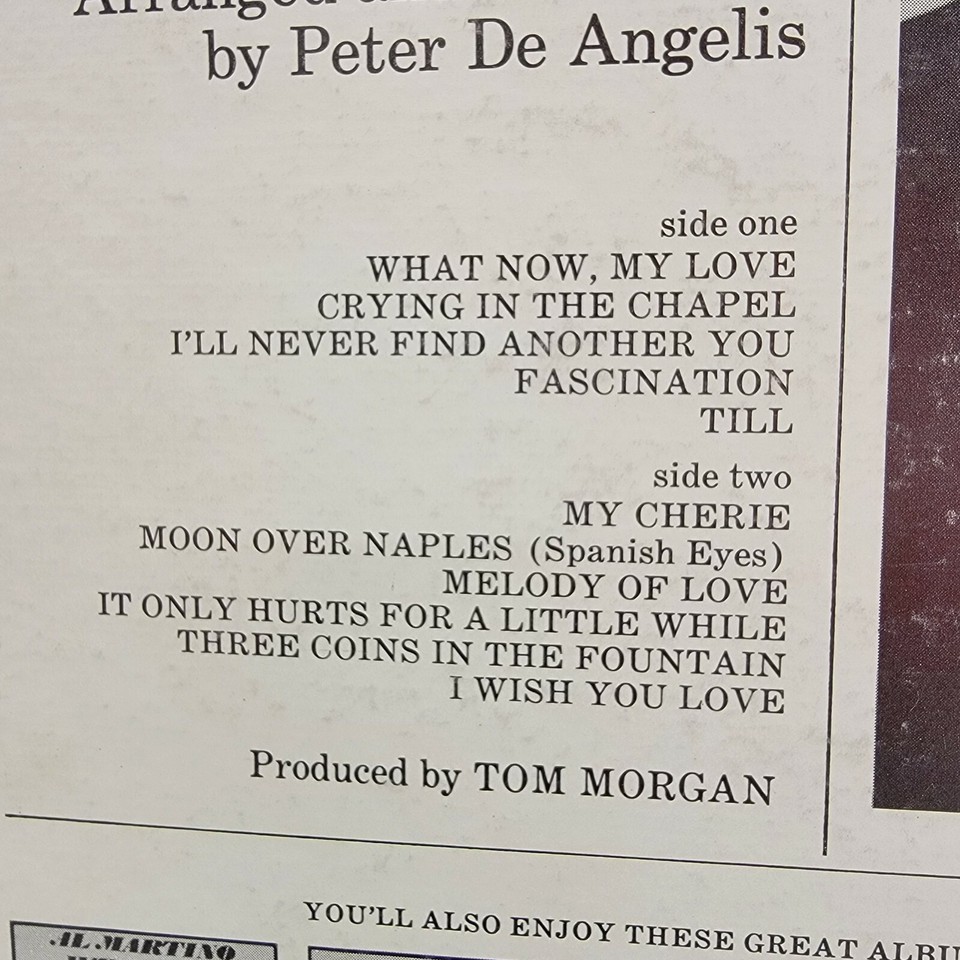 Arranged
by Peter De Angelis
side one
WHAT NOW, MY LOVE
CRYING IN THE CHAPEL
I'LL NEVER FIND ANOTHER YOU
FASCINATION
TILL
side two
MY CHERIE
MOON OVER NAPLES (Spanish Eyes)
MELODY OF LOVE
IT ONLY HURTS FOR A LITTLE WHILE
THREE COINS IN THE FOUNTAIN
I WISH YOU LOVE
Produced by TOM MORGAN
YOU'LL ALSO ENJOY THESE GREAT
AL MARTINO